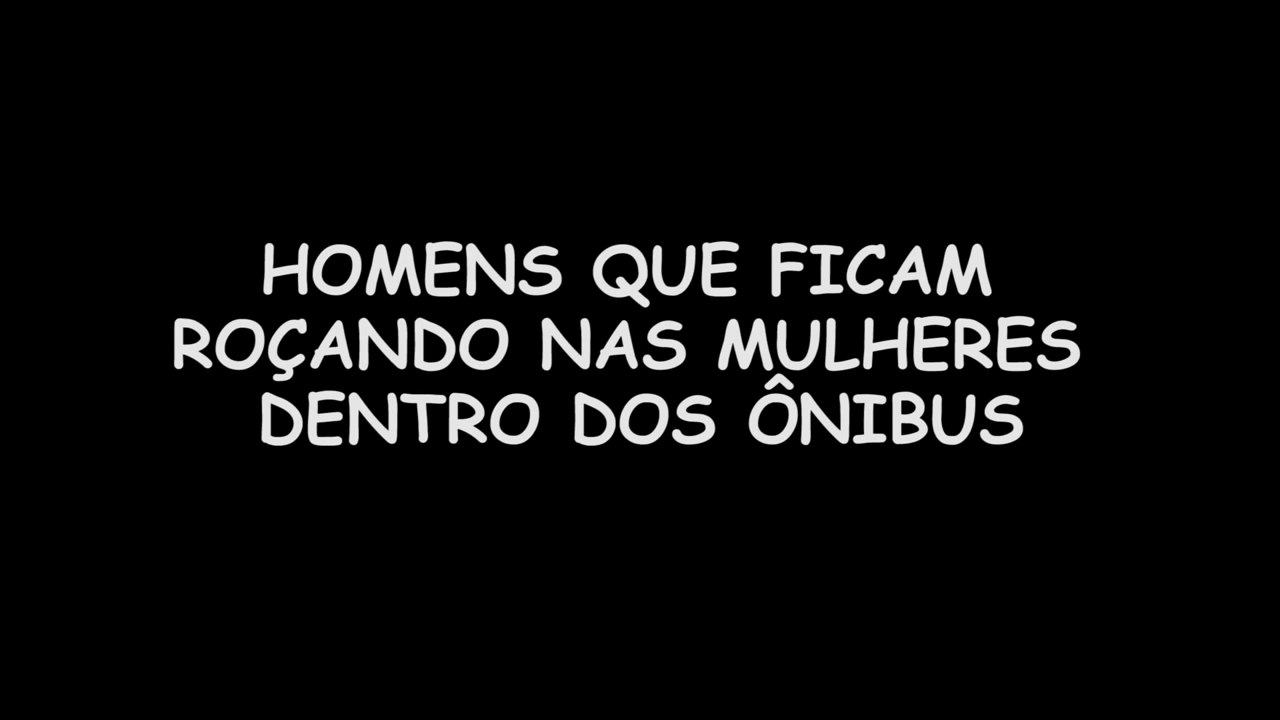 HOMENS QUE FICAM
ROÇANDO NAS MULHERES
DENTRO DOS ÔNIBUS